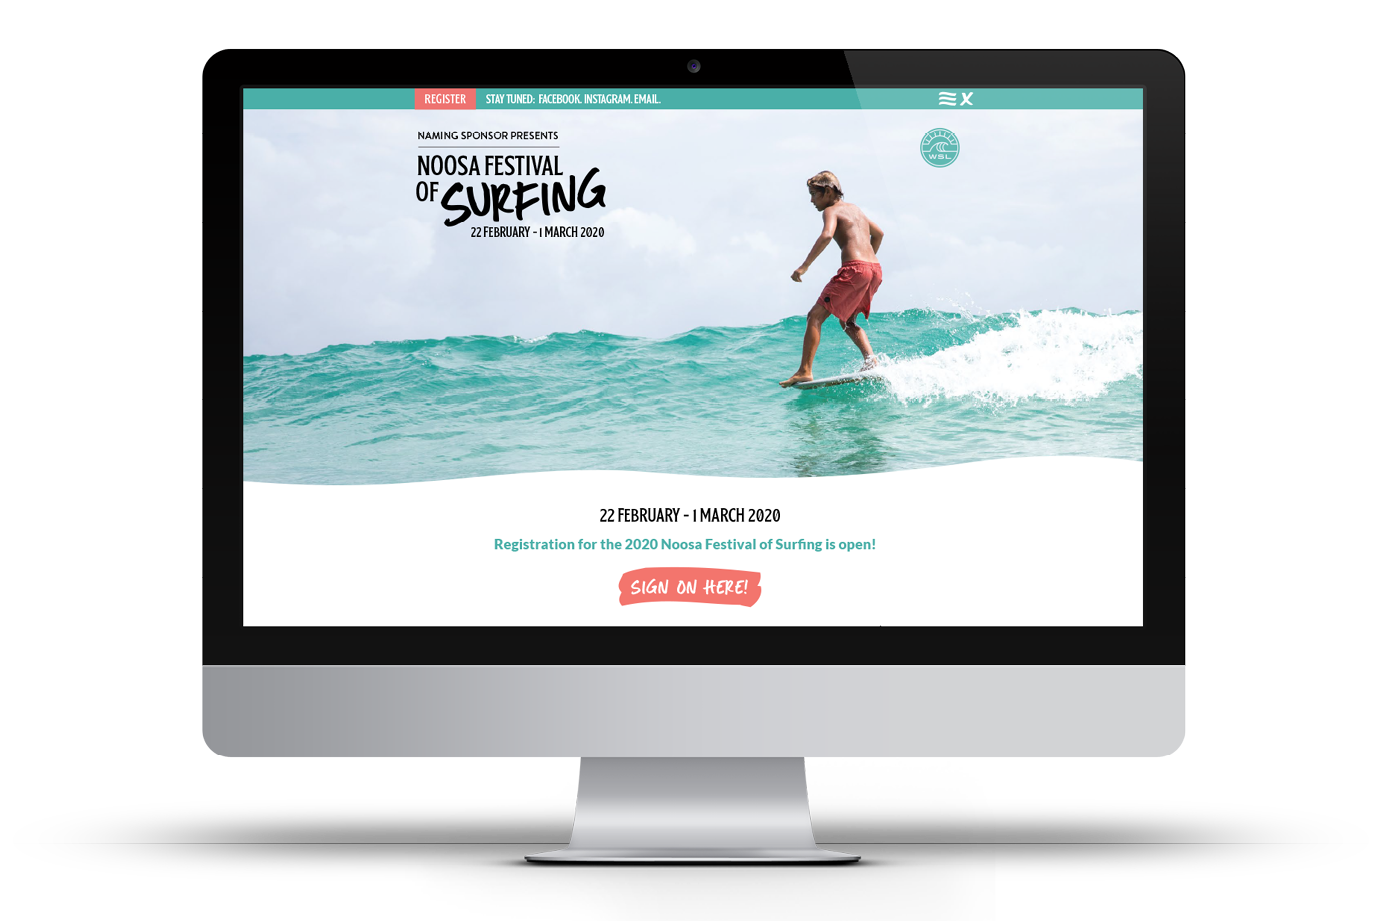 REGISTER STAY TUNED: FACEBOOK. INSTAGRAM. EMAIL.
NAMING SPONSOR PRESENTS
NOOSA FESTIVAL
OF SURFING
22 FEBRUARY - 1 MARCH 2020
WSL
22 FEBRUARY - 1 MARCH 2020
Registration for the 2020 Noosa Festival of Surfing is open!
SIGN ON HERE!